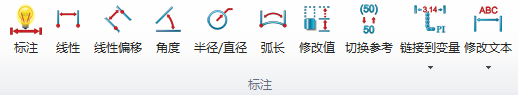 (50) 3.14 ABC
50 PI
标注 线性 线性偏移 角度 半径/直径 弧长 修改值 切换参考 链接到变量 修改文本
标注